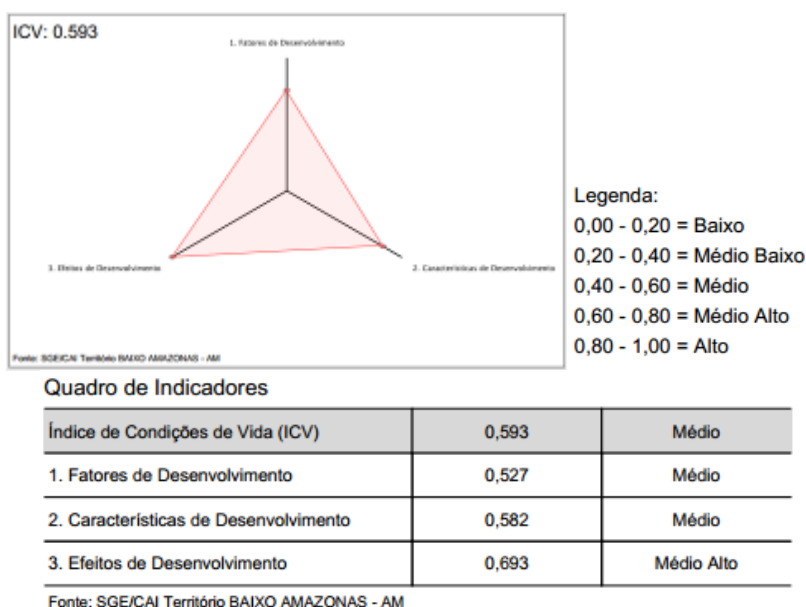 ICV: 0.593
1. Fatores de Desenvolvimento
3. Efeitos de Desenvolvimento
2. Características de Desenvolvimento
Fonte: SGE/CAI Território BAIXO AMAZONAS - AM
Legenda:
0,00 - 0,20 = Baixo
0,20 - 0,40 = Médio Baixo
0,40 - 0,60 = Médio
0,60 - 0,80 = Médio Alto
0,80 - 1,00 = Alto
Quadro de Indicadores
Índice de Condições de Vida (ICV) 0,593 Médio
1. Fatores de Desenvolvimento 0,527 Médio
2. Características de Desenvolvimento 0,582 Médio
3. Efeitos de Desenvolvimento 0,693 Médio Alto
Fonte: SGE/CAI Território BAIXO AMAZONAS - AM